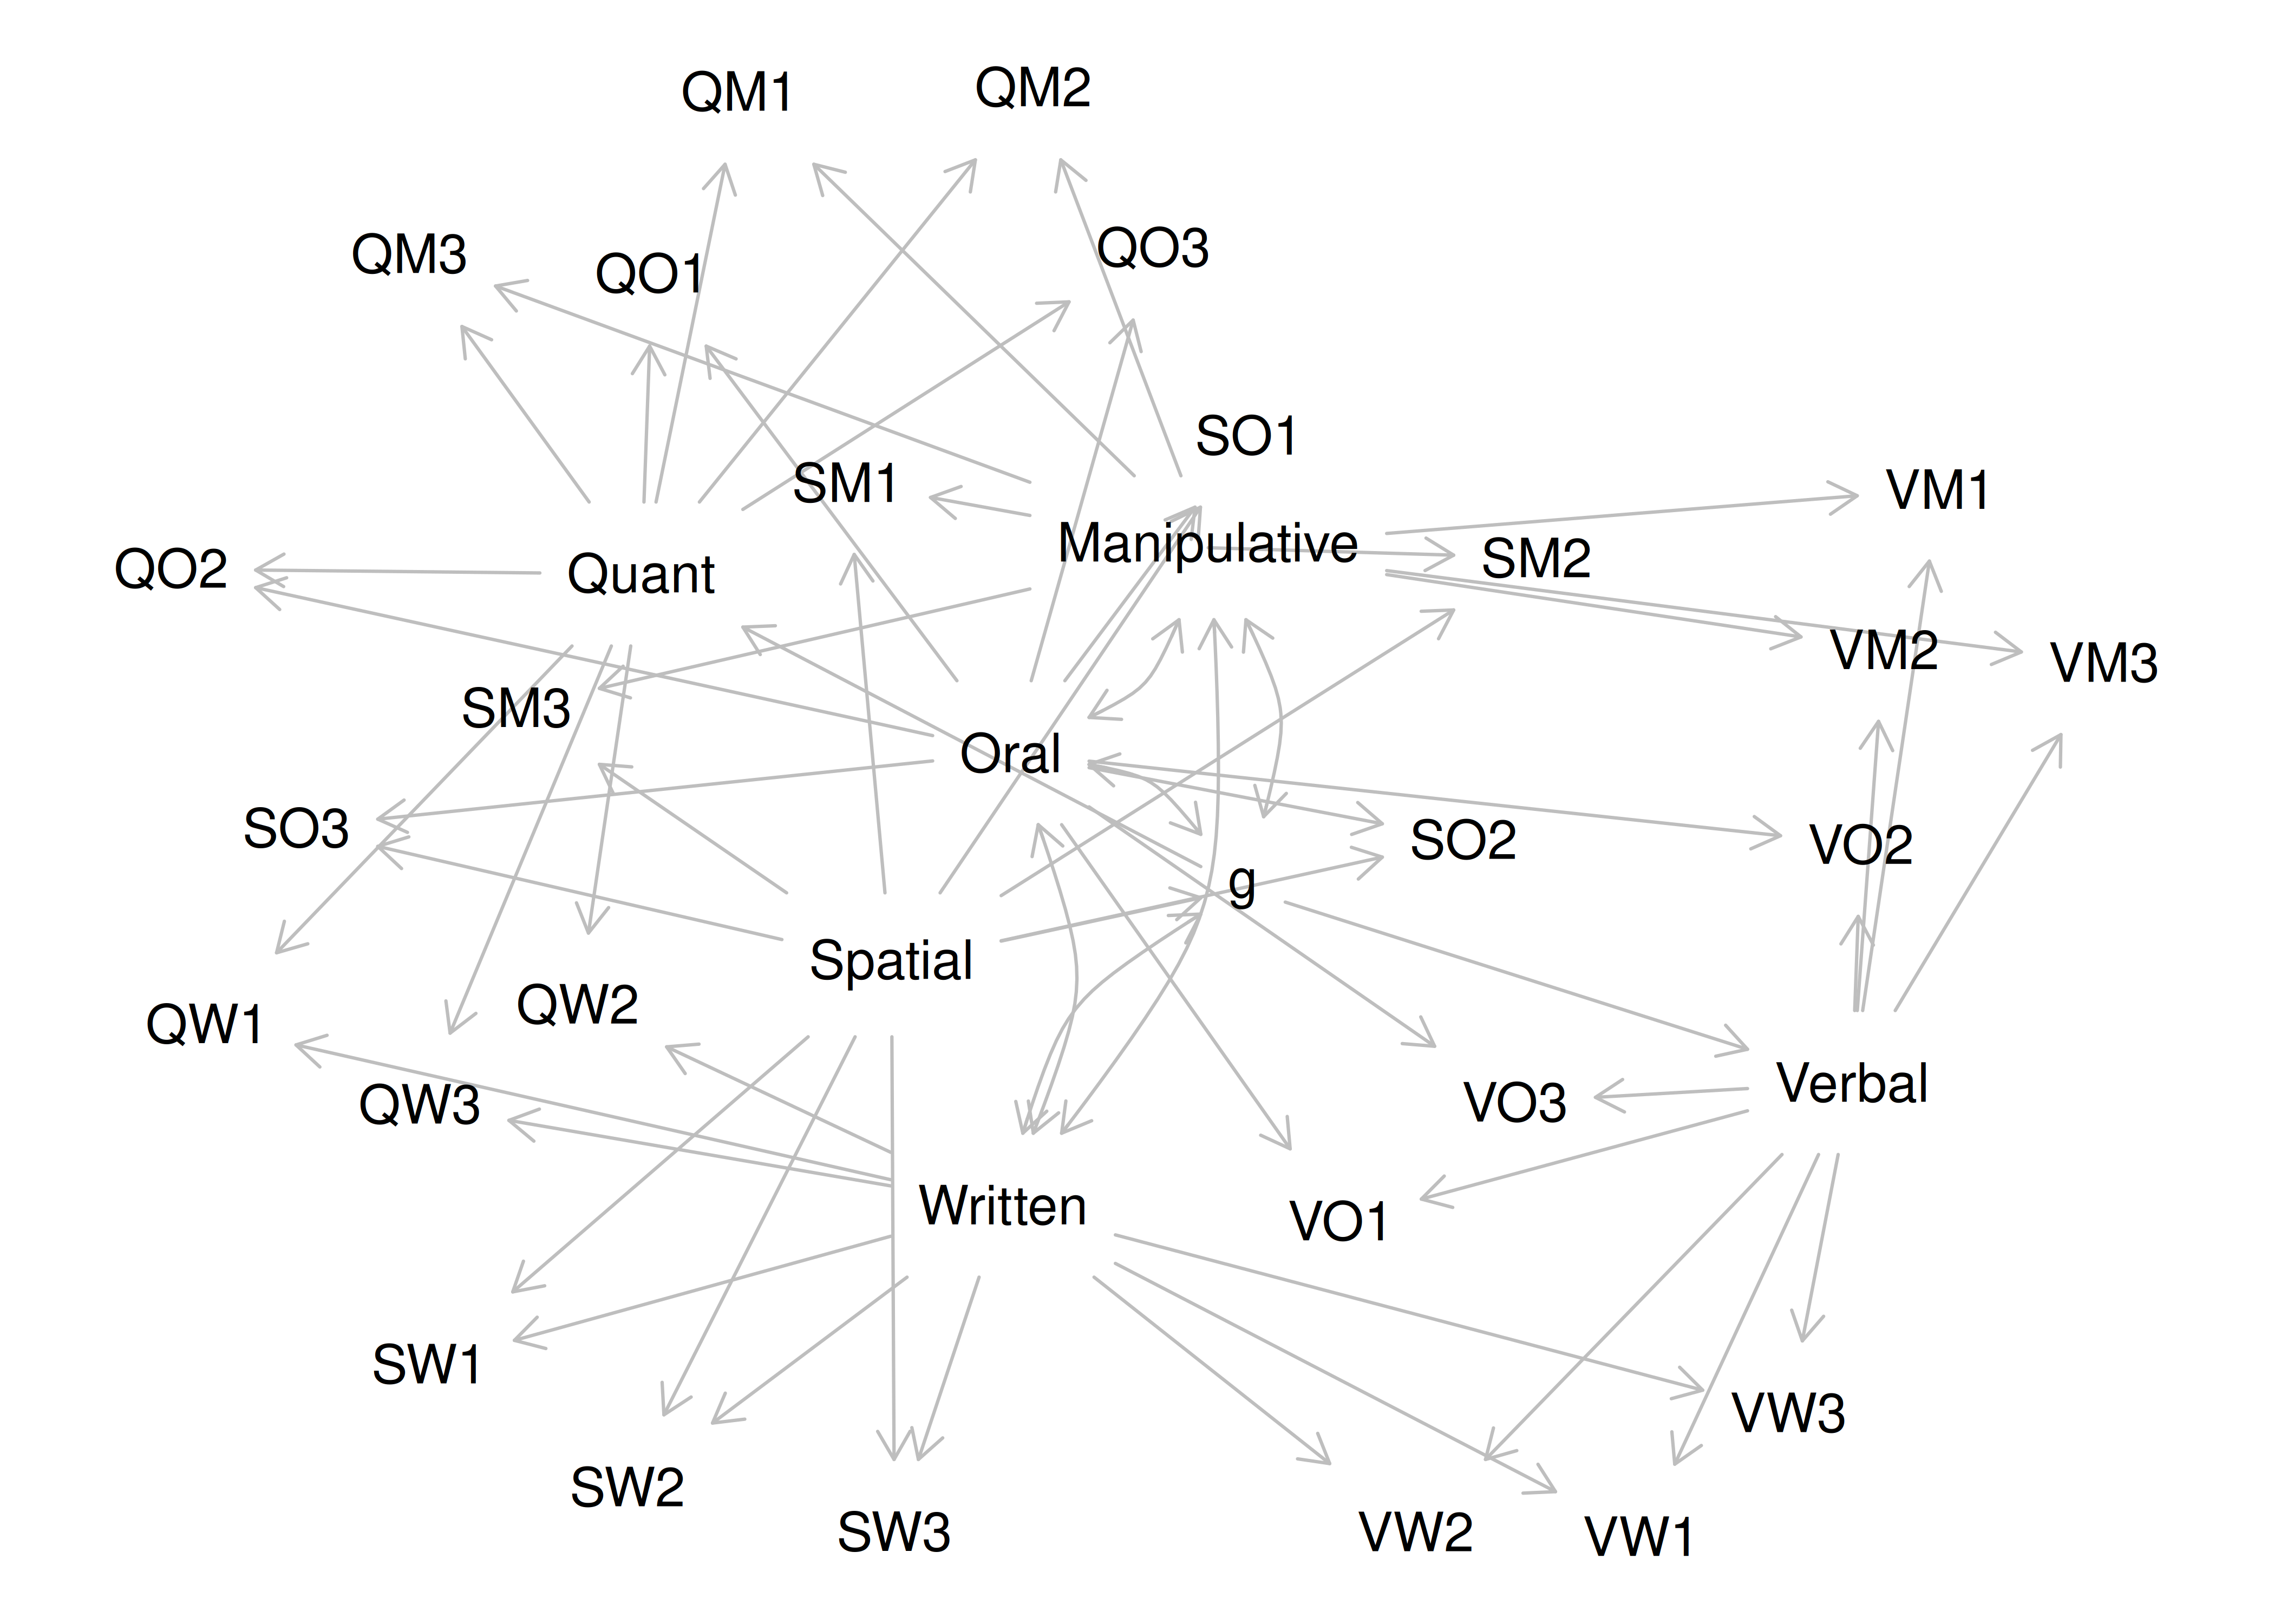 QM1
QM2
QM3
QO1
QO3
SO1
SM1
VM1
Manipulative
SM2
QO2
Quant
VM2
VM3
SM3
Oral
SO3
SO2
VO2
g
Spatial
QW2
QW1
Verbal
QW3
VO3
Written
VO1
SW1
VW3
SW2
SW3
VW2
VW1